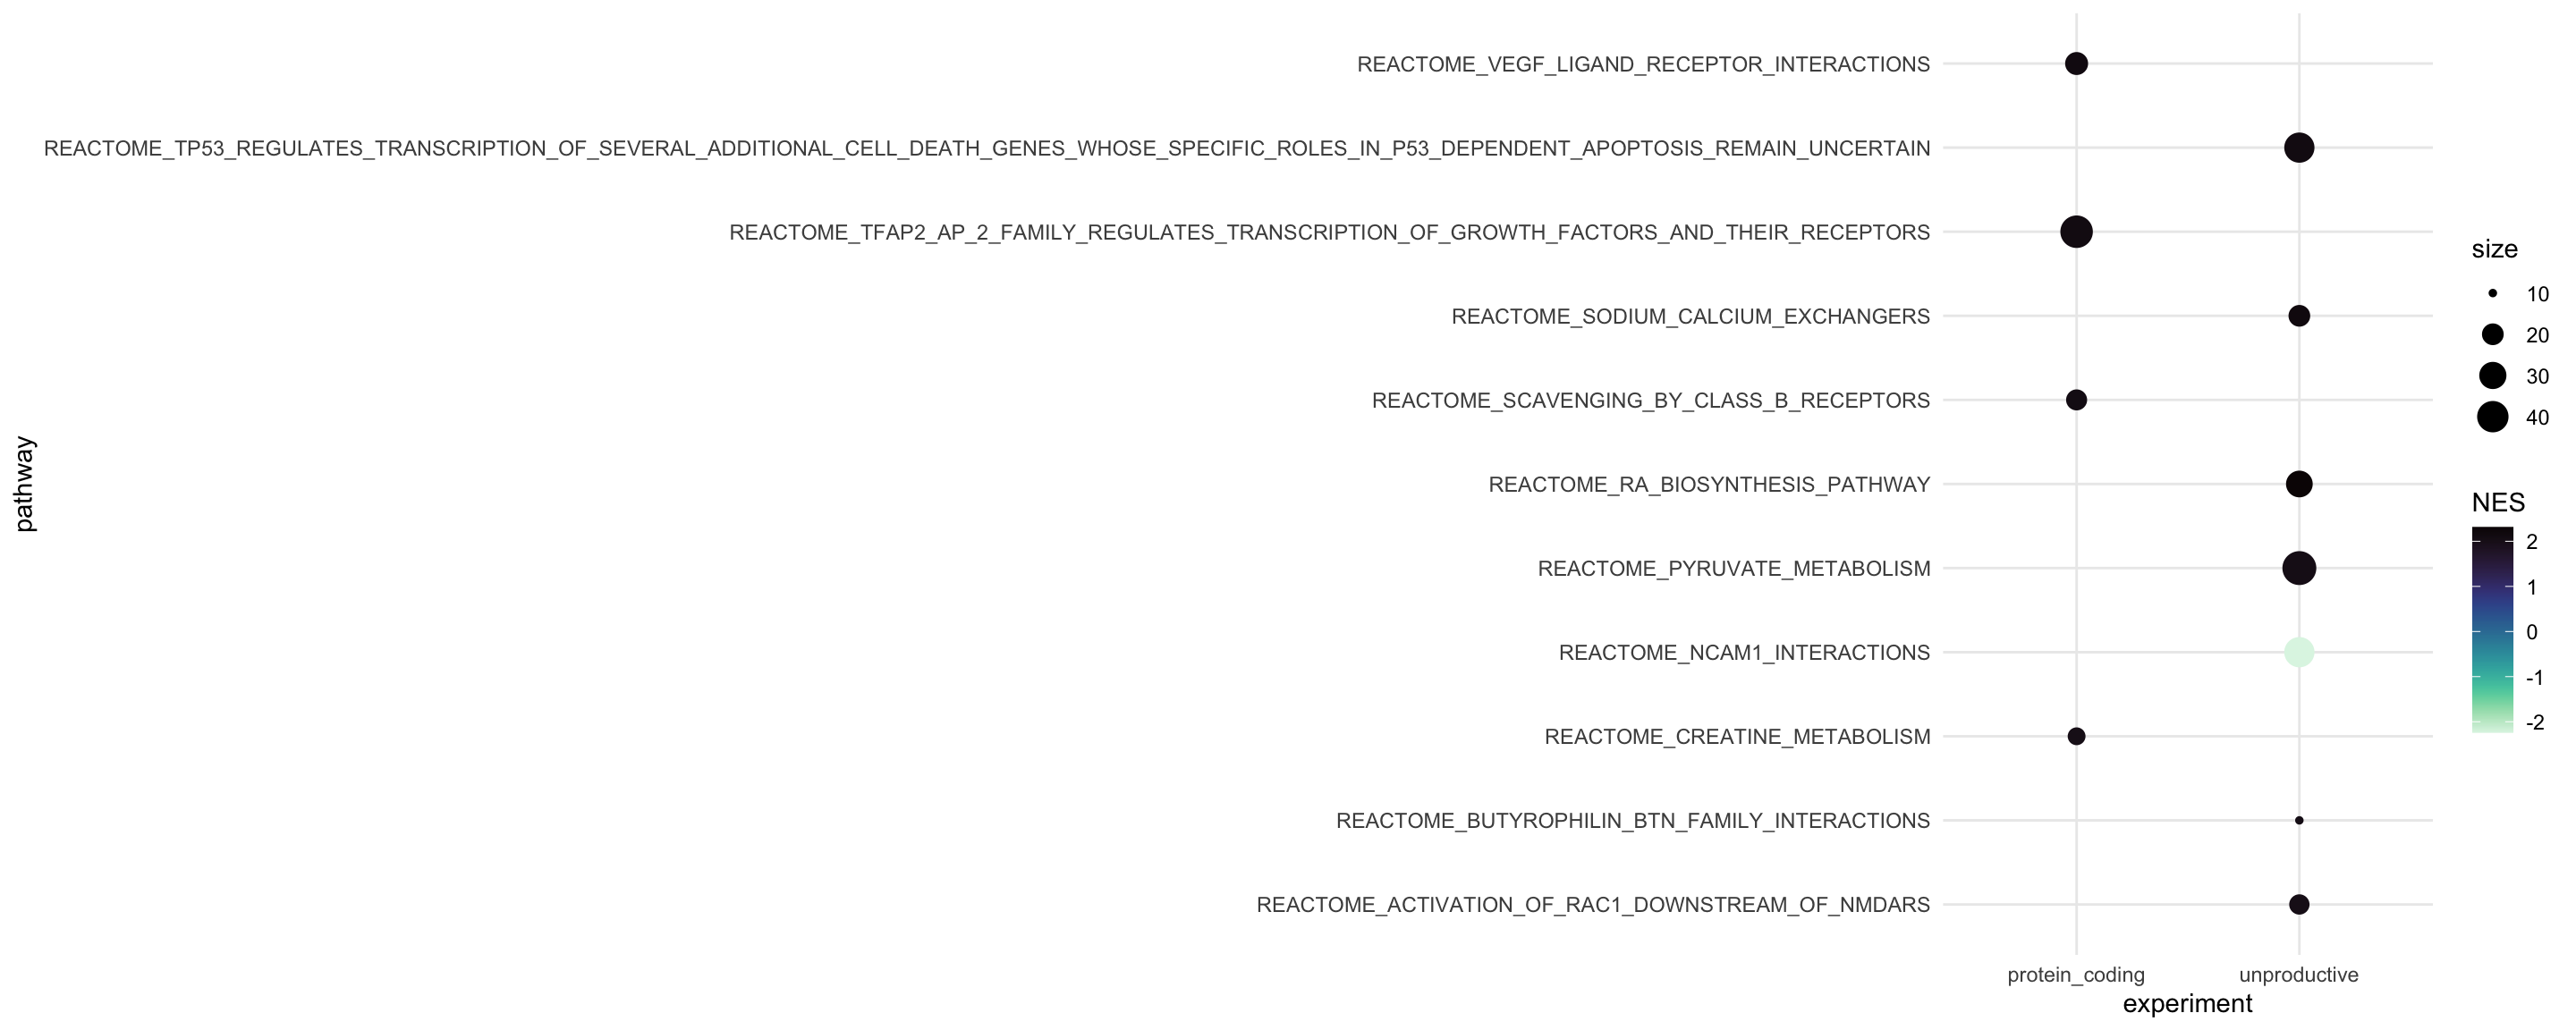 REACTOME_VEGF_LIGAND_RECEPTOR_INTERACTIONS
REACTOME_TP53_REGULATES_TRANSCRIPTION_OF_SEVERAL_ADDITIONAL_CELL_DEATH_GENES_WHOSE_SPECIFIC_ROLES_IN_P53_DEPENDENT_APOPTOSIS_REMAIN_UNCERTAIN
REACTOME_TFAP2_AP_2_FAMILY_REGULATES_TRANSCRIPTION_OF_GROWTH_FACTORS_AND_THEIR_RECEPTORS
REACTOME_SODIUM_CALCIUM_EXCHANGERS
REACTOME_SCAVENGING_BY_CLASS_B_RECEPTORS
REACTOME_RA_BIOSYNTHESIS_PATHWAY
REACTOME_PYRUVATE_METABOLISM
REACTOME_NCAM1_INTERACTIONS
REACTOME_CREATINE_METABOLISM
REACTOME_BUTYROPHILIN_BTN_FAMILY_INTERACTIONS
REACTOME_ACTIVATION_OF_RAC1_DOWNSTREAM_OF_NMDARS
pathway
protein_coding unproductive
experiment
size
10
20
30
40
NES
2
1
0
-1
-2